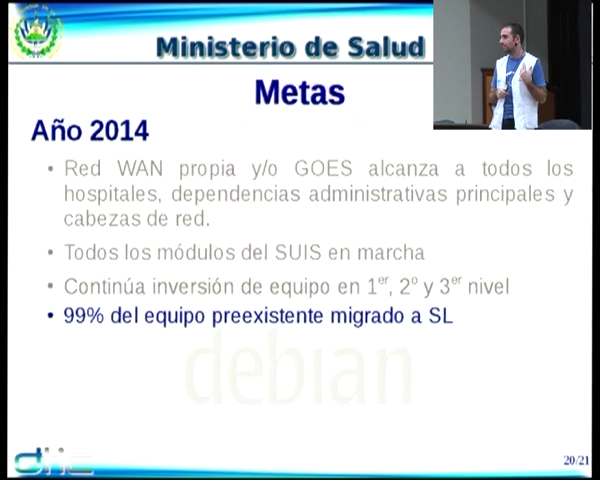 Ministerio de Salud
Metas
Año 2014
• Red WAN propia y/o GOES alcanza a todos los
hospitales, dependencias administrativas principales y
cabezas de red.
• Todos los módulos del SUIS en marcha
• Continúa inversión de equipo en 1er, 2º y 3er nivel
• 99% del equipo preexistente migrado a SL
debian
20/21